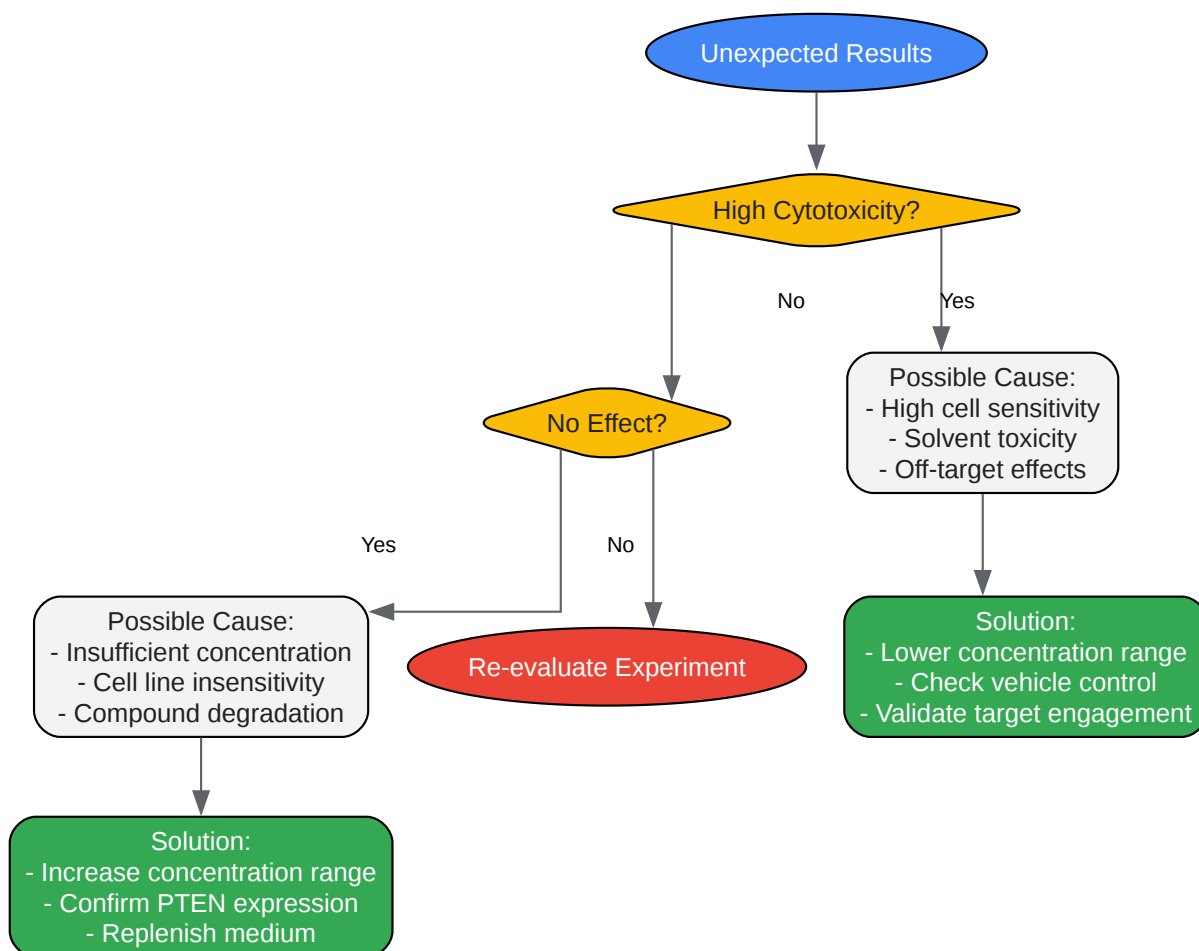 Unexpected Results
High Cytotoxicity?
No
Yes
Possible Cause:
- High cell sensitivity
- Solvent toxicity
- Off-target effects
No Effect?
Yes
No
Possible Cause:
- Insufficient concentration
- Cell line insensitivity
- Compound degradation
Re-evaluate Experiment
Solution:
- Lower concentration range
- Check vehicle control
- Validate target engagement
Solution:
- Increase concentration range
- Confirm PTEN expression
- Replenish medium